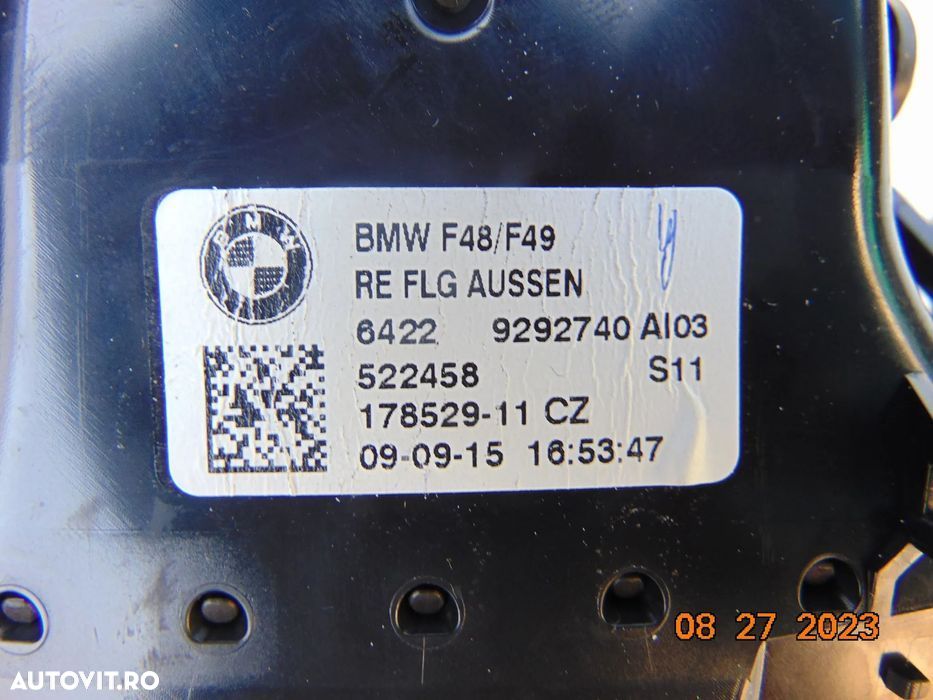 BMW
BMW F48/F49
RE FLG AUSSEN
6422 9292740 AI03
522458 S11
178529-11 CZ
09-09-15 16:53:47
08 27 2023
AUTOVIT.RO